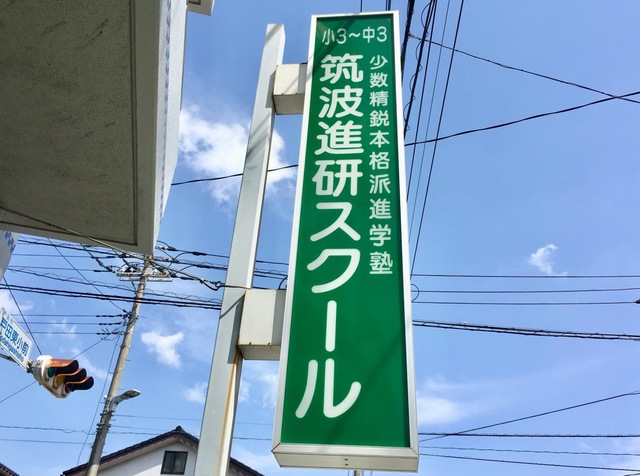 小3～中3
少数精鋭本格派進学塾
筑波進研スクール